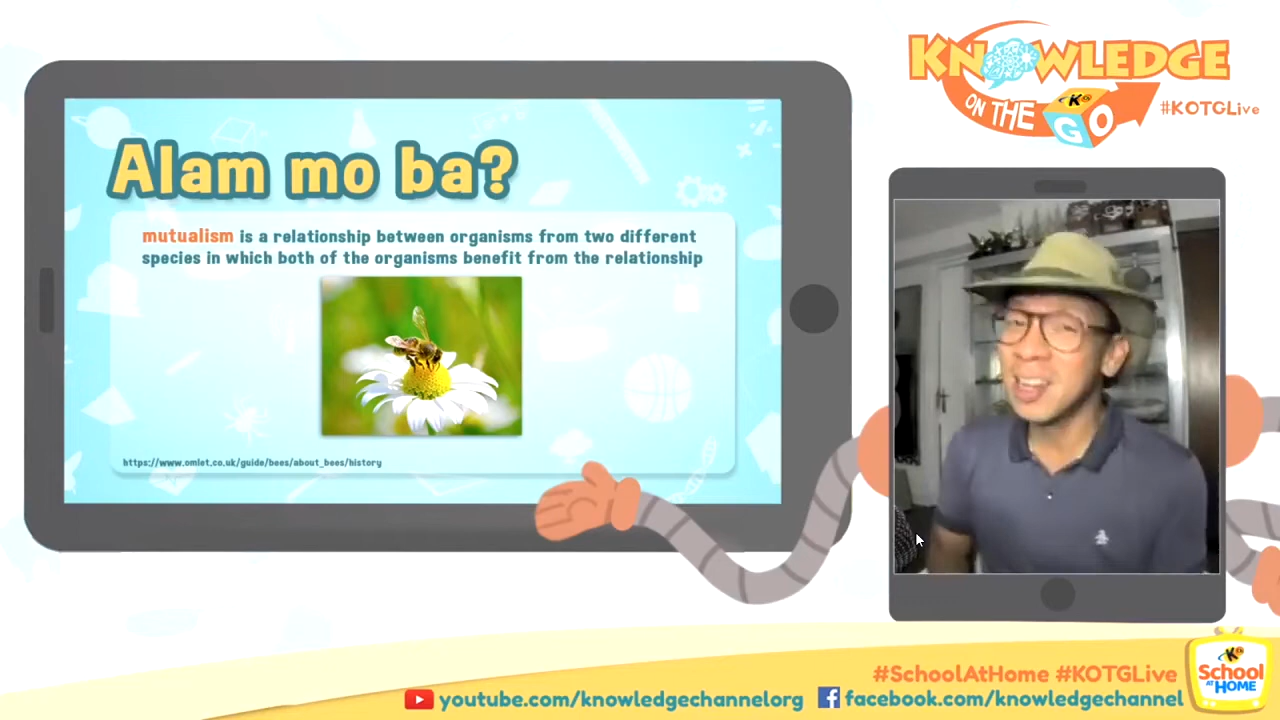 KNOWLEDGE
ON THE GO
#KOTGLive
Alam mo ba?
mutualism is a relationship between organisms from two different
species in which both of the organisms benefit from the relationship
https://www.omlet.co.uk/guide/bees/about_bees/history
#SchoolAtHome #KOTGLive
youtube.com/knowledgechannelorg facebook.com/knowledgechannel
School
AT HOME